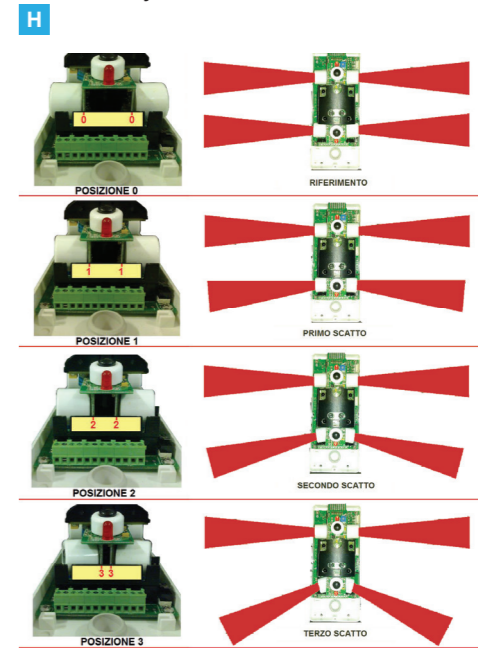 H
0 0
POSIZIONE 0
RIFERIMENTO
1 1
POSIZIONE 1
PRIMO SCATTO
2 2
POSIZIONE 2
SECONDO SCATTO
3 3
POSIZIONE 3
TERZO SCATTO